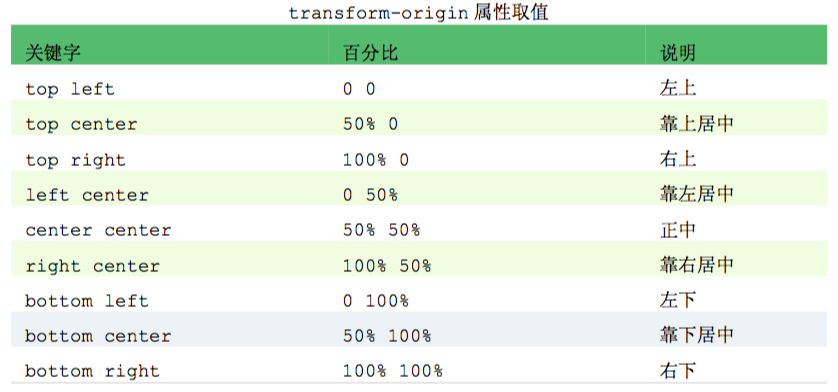 transform-origin 属性取值
关键字 百分比 说明
top left 0 0 左上
top center 50% 0 靠上居中
top right 100% 0 右上
left center 0 50% 靠左居中
center center 50% 50% 正中
right center 100% 50% 靠右居中
bottom left 0 100% 左下
bottom center 50% 100% 靠下居中
bottom right 100% 100% 右下